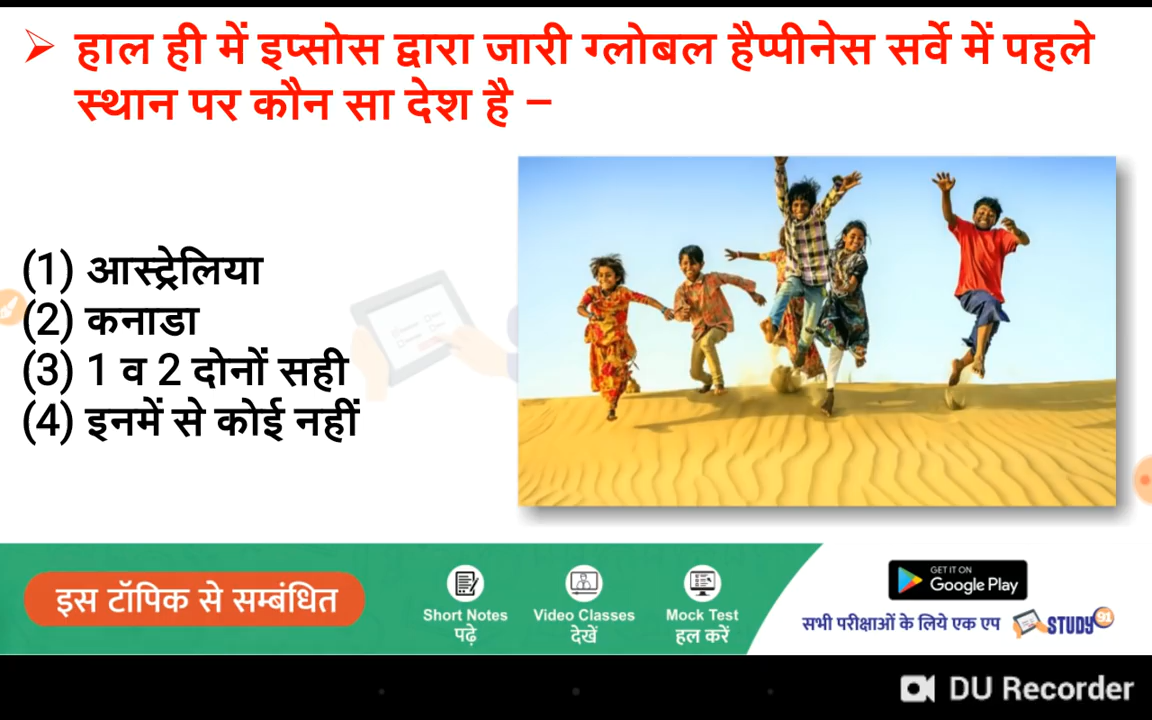 ➢ हाल ही में इप्सोस द्वारा जारी ग्लोबल हैप्पीनेस सर्वे में पहले
स्थान पर कौन सा देश है –
(1) आस्ट्रेलिया
(2) कनाडा
(3) 1 व 2 दोनों सही
(4) इनमें से कोई नहीं
इस टॉपिक से सम्बंधित
Short Notes
पढ़े
Video Classes
देखें
Mock Test
हल करें
GET IT ON
Google Play
सभी परीक्षाओं के लिये एक एप
STUDY 91
DU Recorder